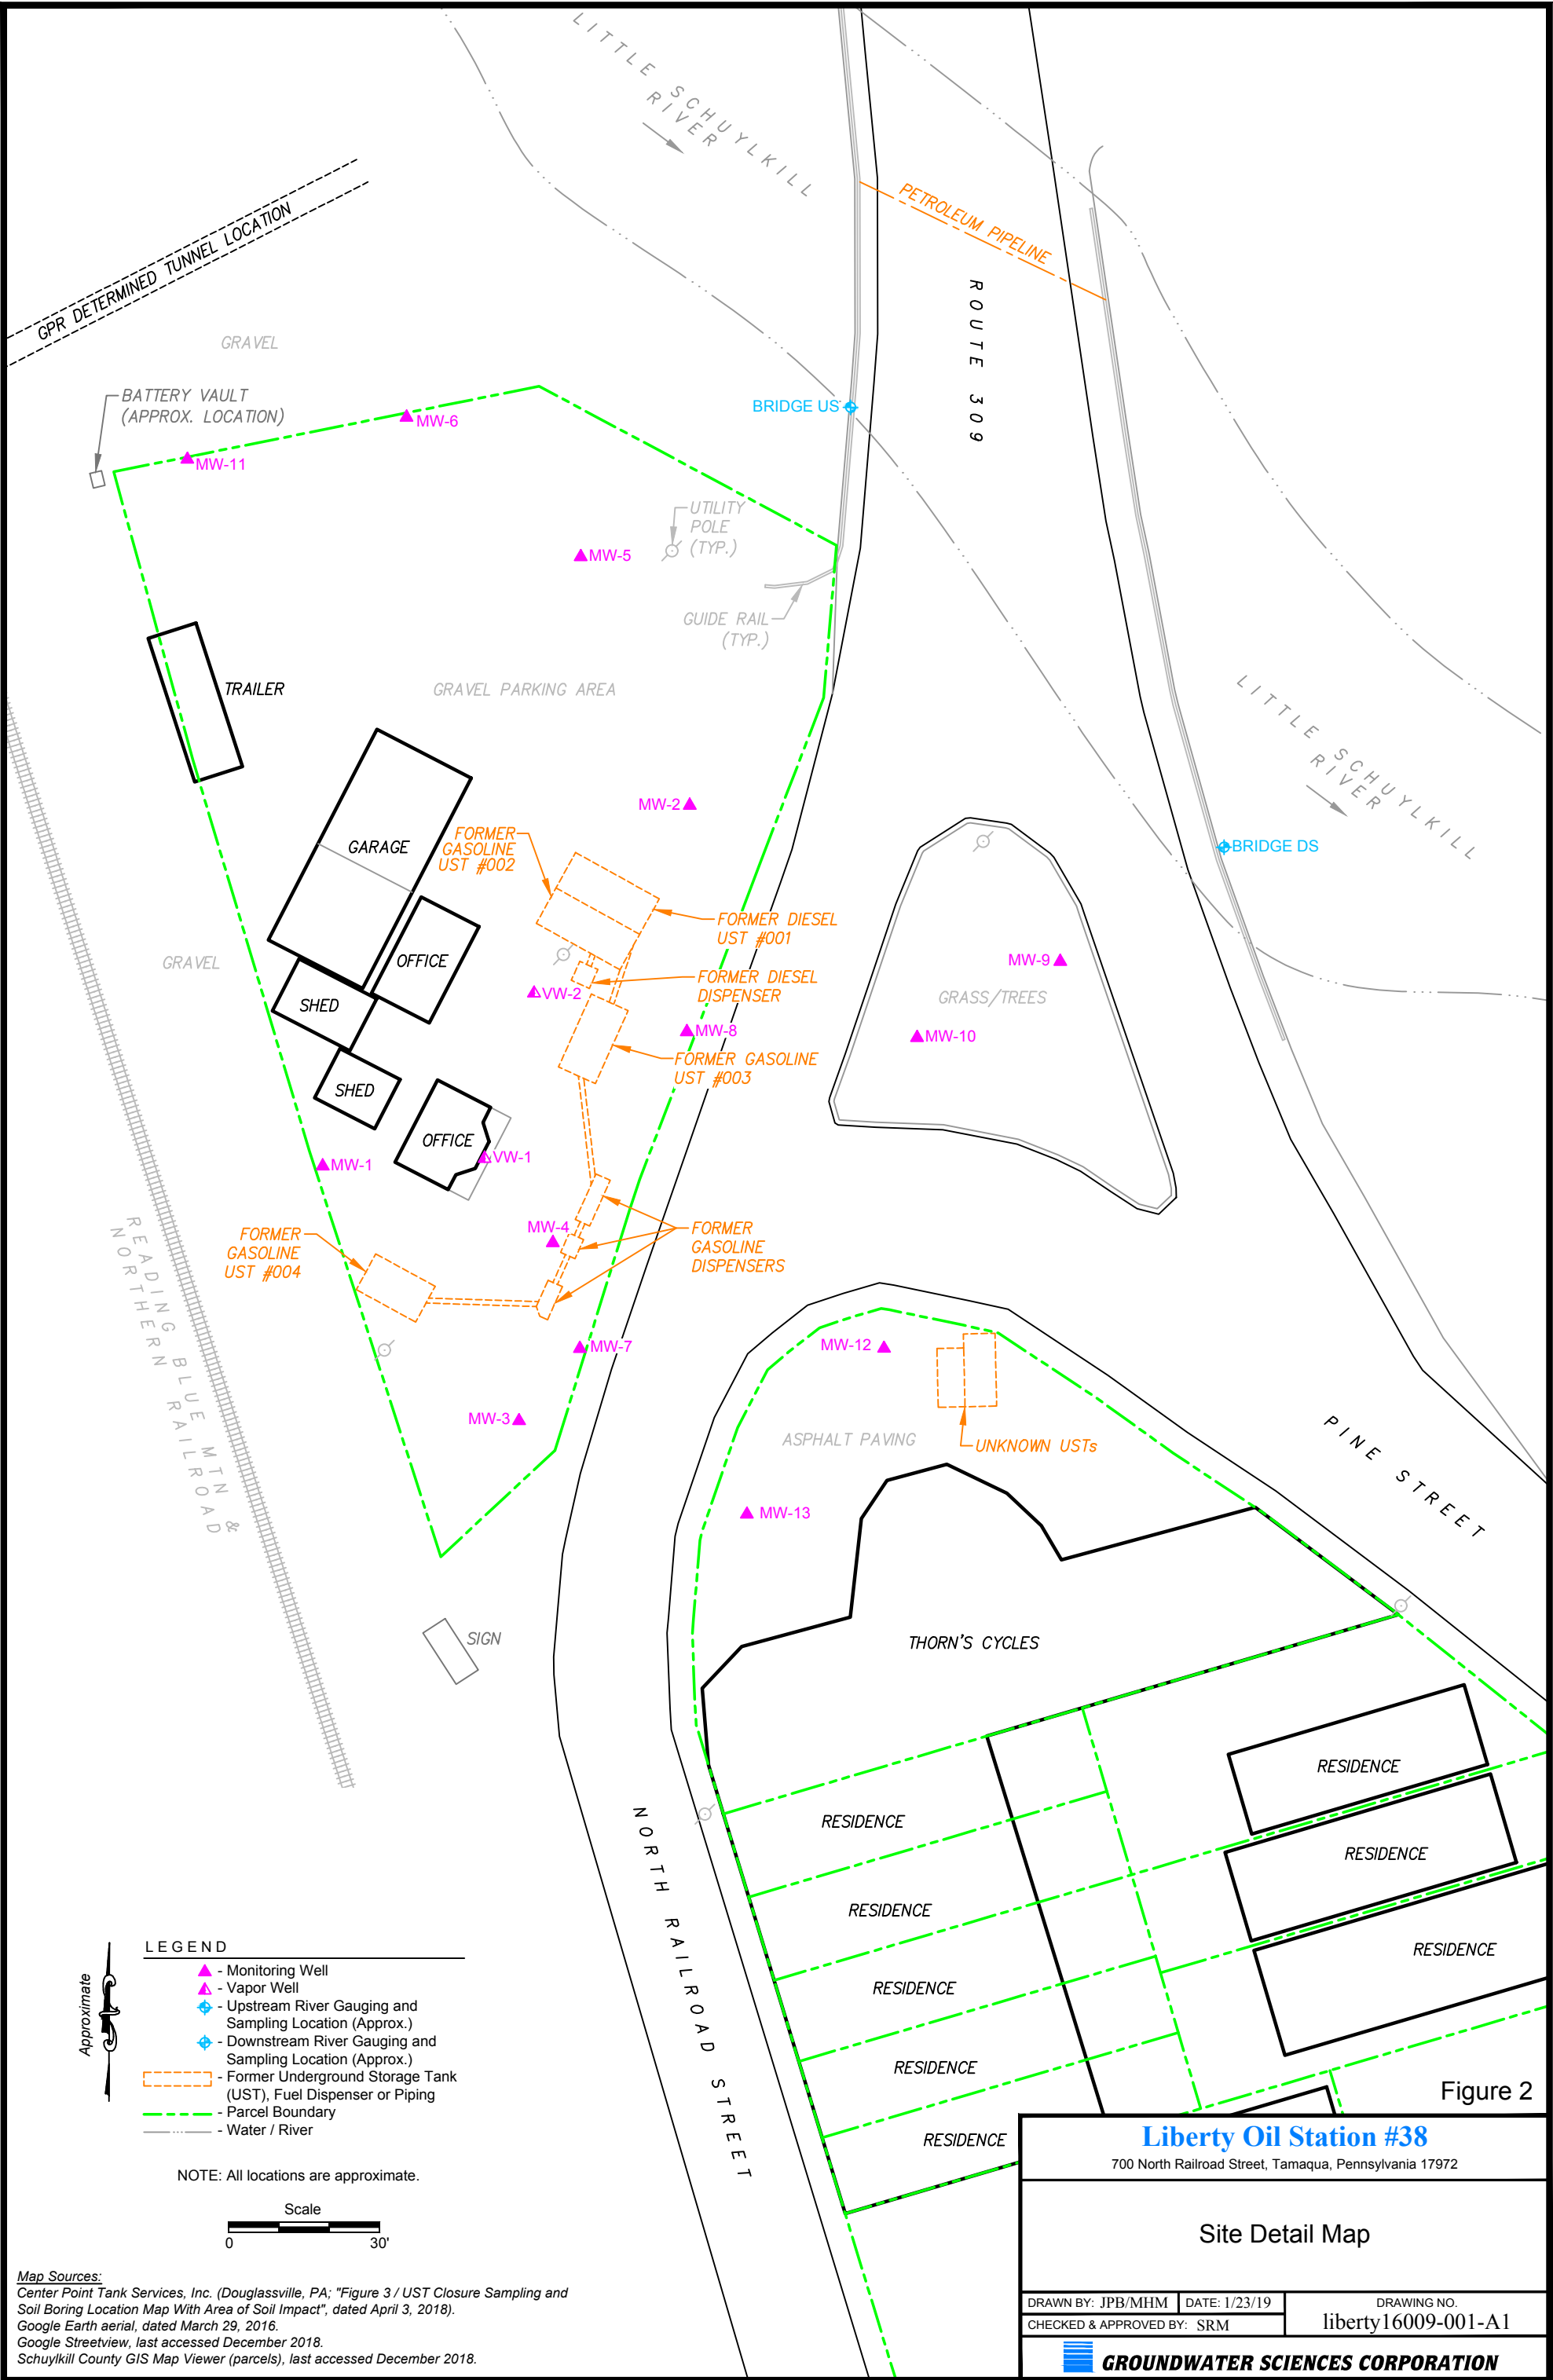 LITTLE SCHUYLKILL
RIVER
PETROLEUM PIPELINE
GPR DETERMINED TUNNEL LOCATION
ROUTE 309
GRAVEL
BATTERY VAULT
(APPROX. LOCATION)
BRIDGE US
MW-6
MW-11
UTILITY
POLE
(TYP.)
MW-5
GUIDE RAIL
(TYP.)
TRAILER
GRAVEL PARKING AREA
LITTLE SCHUYLKILL
RIVER
MW-2
FORMER
GASOLINE
UST #002
GARAGE
BRIDGE DS
FORMER DIESEL
UST #001
GRAVEL
OFFICE
MW-9
FORMER DIESEL
DISPENSER
VW-2
GRASS/TREES
SHED
MW-8
MW-10
FORMER GASOLINE
UST #003
SHED
OFFICE
VW-1
MW-1
READING BLUE MTN &
NORTHERN RAILROAD
FORMER
GASOLINE
UST #004
MW-4
FORMER
GASOLINE
DISPENSERS
MW-7
MW-12
MW-3
ASPHALT PAVING
UNKNOWN USTs
PINE STREET
MW-13
SIGN
THORN'S CYCLES
RESIDENCE
RESIDENCE
RESIDENCE
RESIDENCE
RESIDENCE
RESIDENCE
RESIDENCE
RESIDENCE
NORTH RAILROAD STREET
Approximate
LEGEND
- Monitoring Well
- Vapor Well
- Upstream River Gauging and
Sampling Location (Approx.)
- Downstream River Gauging and
Sampling Location (Approx.)
- Former Underground Storage Tank
(UST), Fuel Dispenser or Piping
- Parcel Boundary
- Water / River
NOTE: All locations are approximate.
Scale
0 30'
Map Sources:
Center Point Tank Services, Inc. (Douglassville, PA; "Figure 3 / UST Closure Sampling and
Soil Boring Location Map With Area of Soil Impact", dated April 3, 2018).
Google Earth aerial, dated March 29, 2016.
Google Streetview, last accessed December 2018.
Schuylkill County GIS Map Viewer (parcels), last accessed December 2018.
Figure 2
Liberty Oil Station #38
700 North Railroad Street, Tamaqua, Pennsylvania 17972
Site Detail Map
DRAWN BY: JPB/MHM DATE: 1/23/19
CHECKED & APPROVED BY: SRM
DRAWING NO.
liberty16009-001-A1
GROUNDWATER SCIENCES CORPORATION